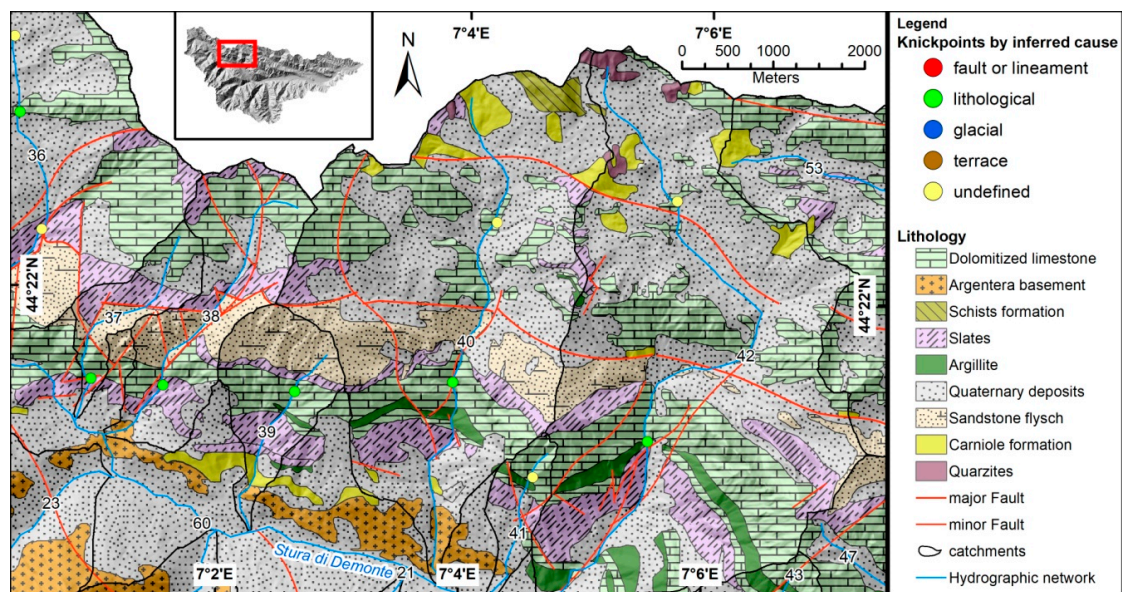 7°4'E
7°6'E
N
0 500 1000 2000
Meters
36
53
44°22'N
44°22'N
37
38
40
42
39
23
60
41
Stura di Demonte
21
43
47
7°2'E
7°4'E
7°6'E
Legend
Knickpoints by inferred cause
fault or lineament
lithological
glacial
terrace
undefined
Lithology
Dolomitized limestone
Argentera basement
Schists formation
Slates
Argillite
Quaternary deposits
Sandstone flysch
Carniole formation
Quarzites
major Fault
minor Fault
catchments
Hydrographic network